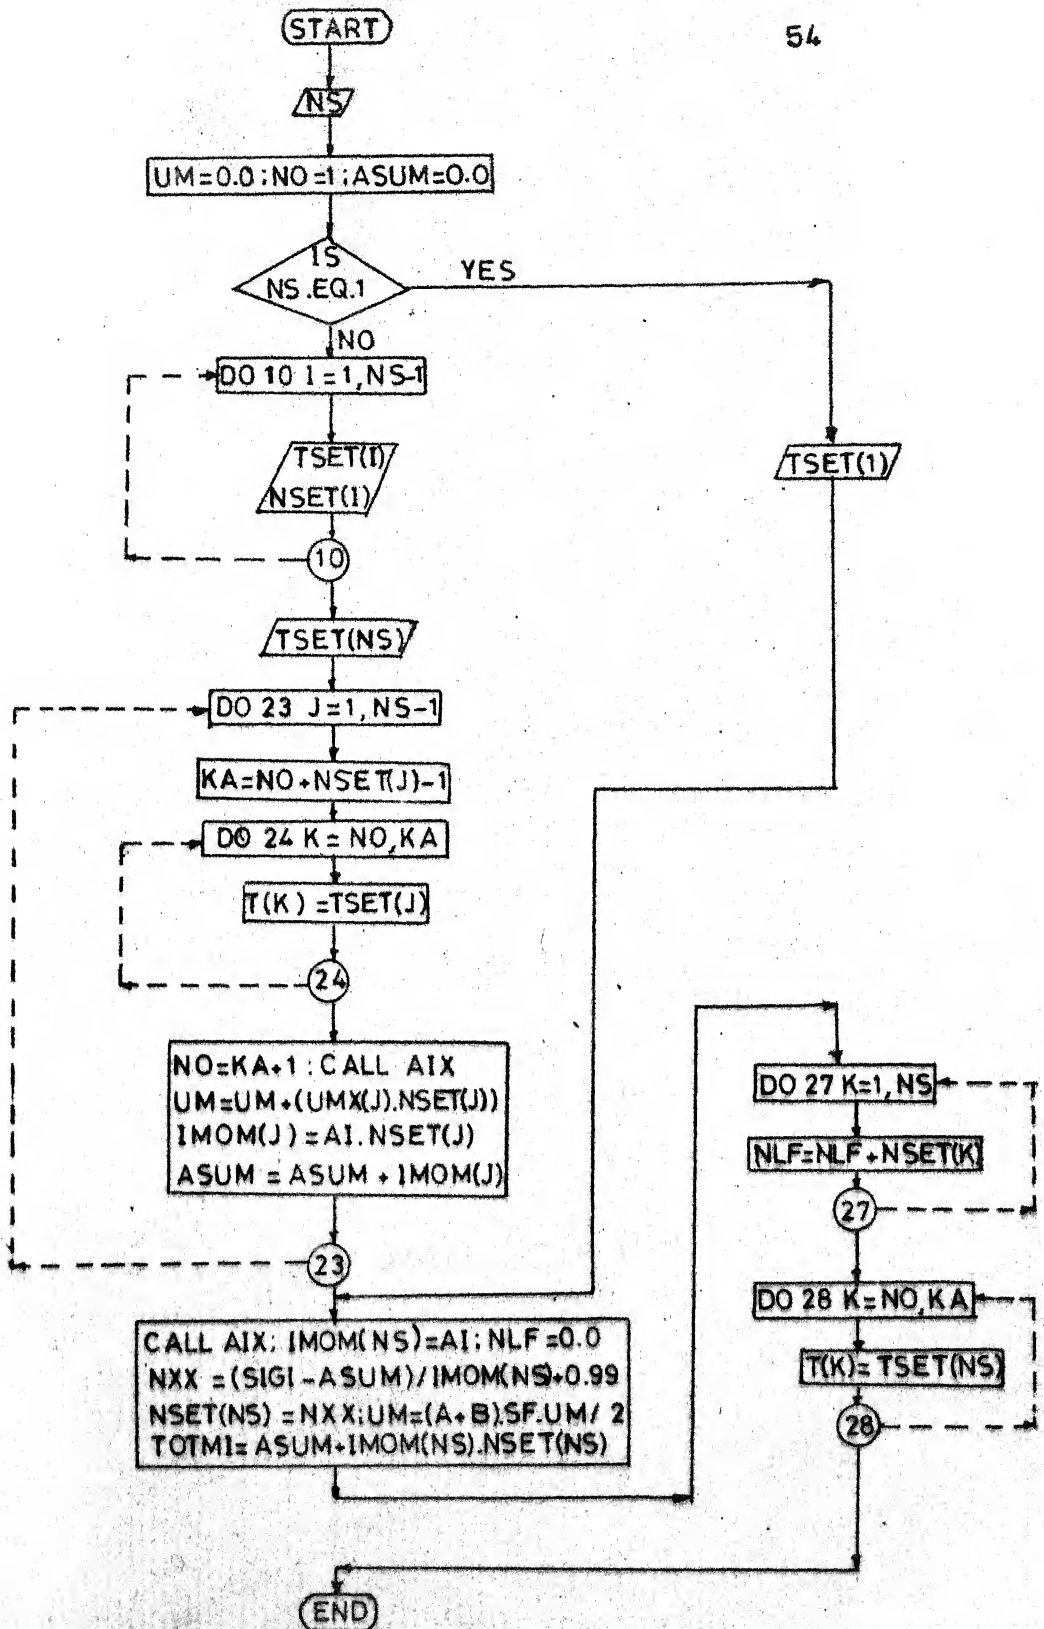 54
START
NS
UM=0.0;NO=1;ASUM=0.0
IS
NS.EQ.1
YES
NO
DO 10 I=1,NS-1
TSET(I)
NSET(I)
10
TSET(1)
TSET(NS)
DO 23 J=1,NS-1
KA=NO+NSET(J)-1
DO 24 K=NO,KA
T(K)=TSET(J)
24
NO=KA+1:CALL AIX
UM=UM+(UMX(J).NSET(J))
IMOM(J)=AI.NSET(J)
ASUM=ASUM+IMOM(J)
23
CALL AIX; IMOM(NS)=AI; NLF=0.0
NXX=(SIGI-ASUM)/IMOM(NS)+0.99
NSET(NS)=NXX;UM=(A+B).SF.UM/2
TOTMI=ASUM+IMOM(NS).NSET(NS)
DO 27 K=1,NS
NLF=NLF+NSET(K)
27
DO 28 K=NO,KA
T(K)=TSET(NS)
28
END